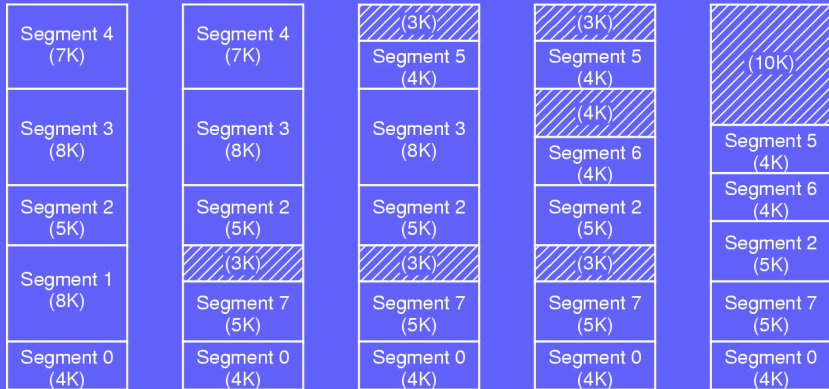 Segment 4
(7K)
Segment 3
(8K)
Segment 2
(5K)
Segment 1
(8K)
Segment 0
(4K)
Segment 4
(7K)
Segment 3
(8K)
Segment 2
(5K)
(3K)
Segment 7
(5K)
Segment 0
(4K)
(3K)
Segment 5
(4K)
Segment 3
(8K)
Segment 2
(5K)
(3K)
Segment 7
(5K)
Segment 0
(4K)
(3K)
Segment 5
(4K)
(4K)
Segment 6
(4K)
Segment 2
(5K)
(3K)
Segment 7
(5K)
Segment 0
(4K)
(10K)
Segment 5
(4K)
Segment 6
(4K)
Segment 2
(5K)
Segment 7
(5K)
Segment 0
(4K)